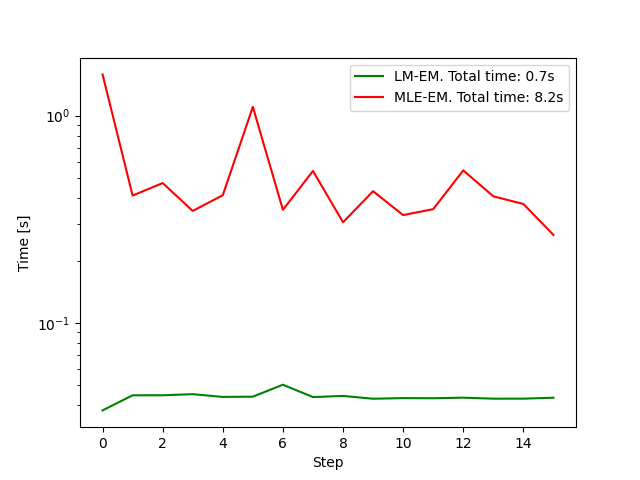 LM-EM. Total time: 0.7s
MLE-EM. Total time: 8.2s
10⁰
10⁻¹
Time [s]
0 2 4 6 8 10 12 14
Step